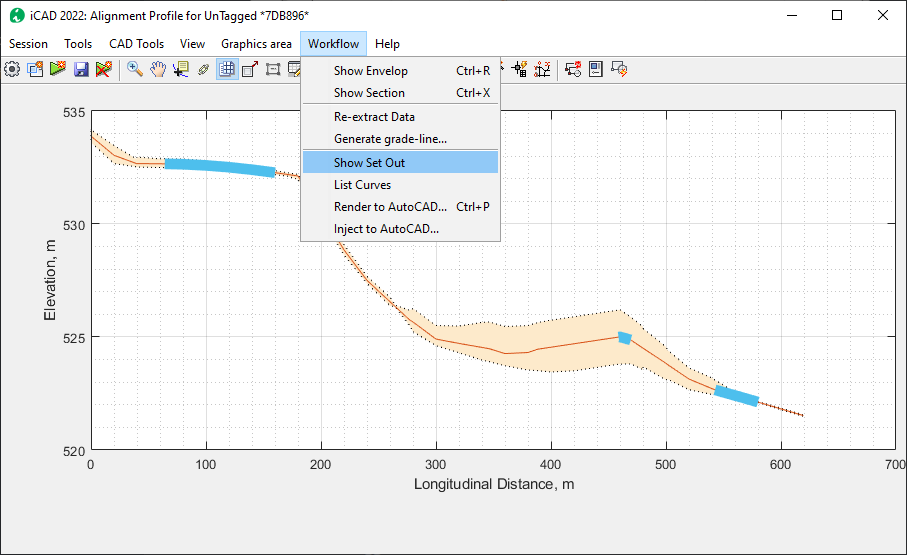 iCAD 2022: Alignment Profile for UnTagged *7DB896*
Session Tools CAD Tools View Graphics area Workflow Help
Show Envelop Ctrl+R
Show Section Ctrl+X
Re-extract Data
Generate grade-line...
Show Set Out
List Curves
Render to AutoCAD... Ctrl+P
Inject to AutoCAD...
535
530
525
520
Elevation, m
0 100 200 300 400 500 600 700
Longitudinal Distance, m